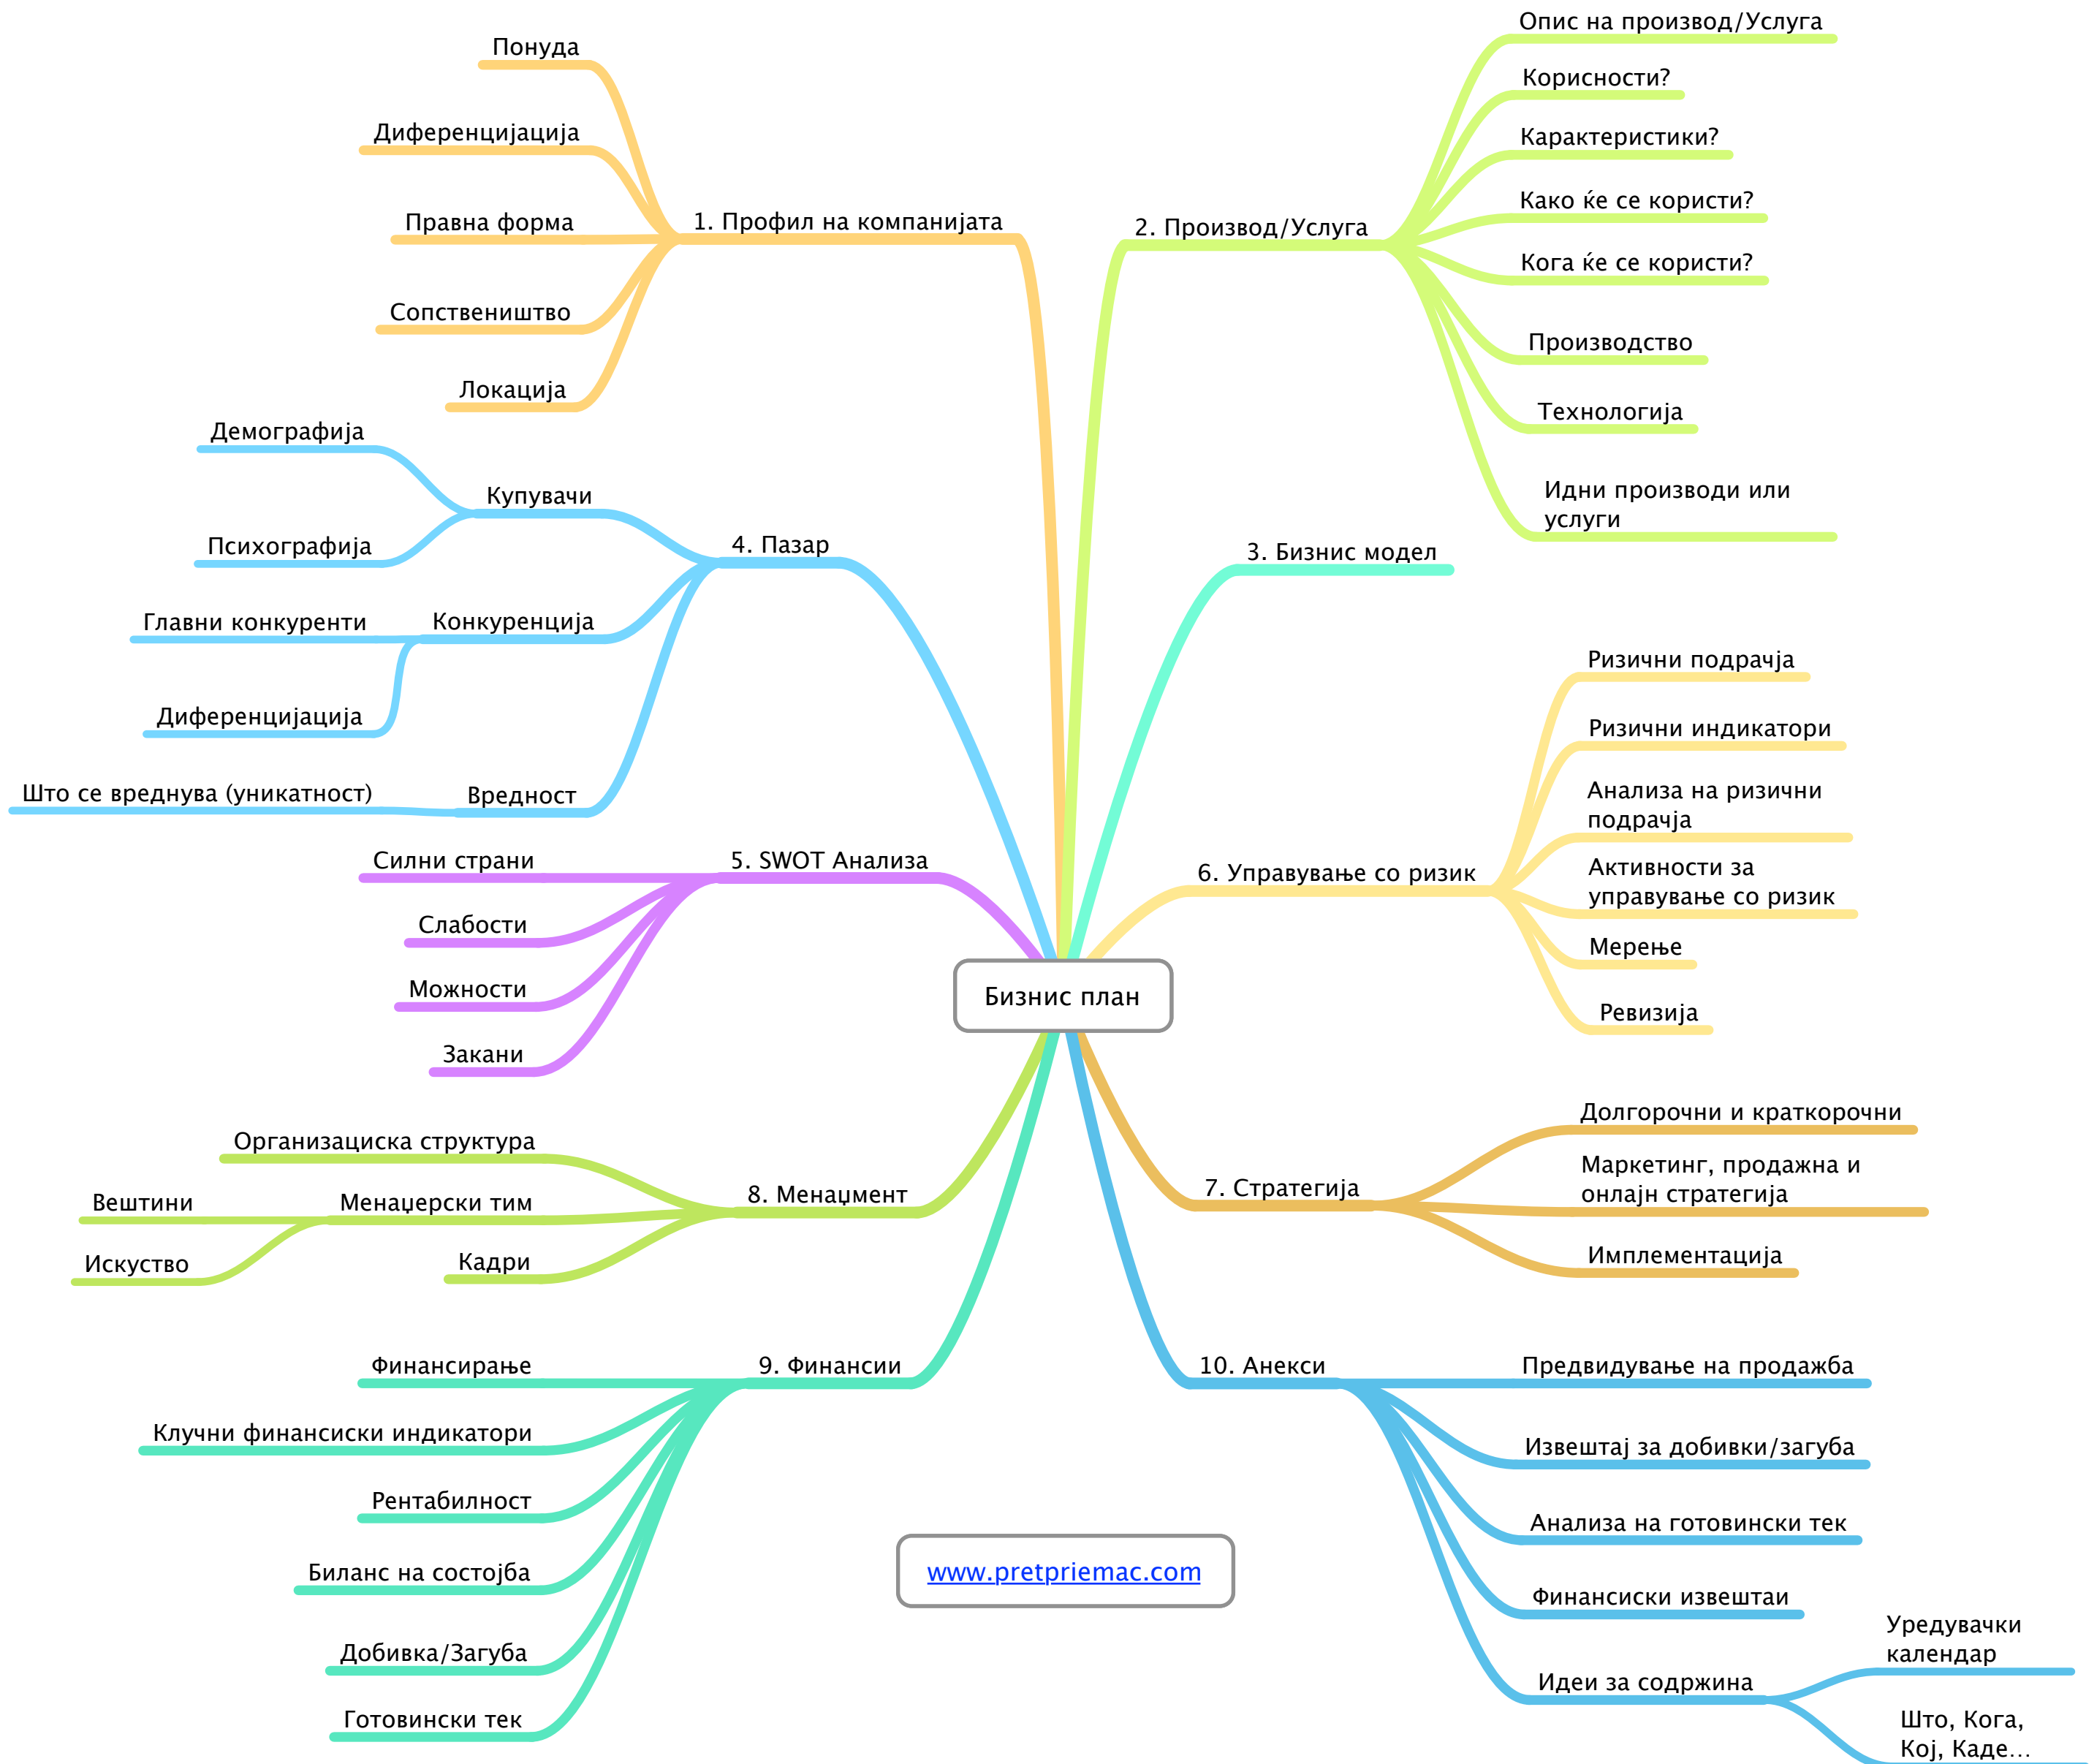 Бизнис план
1. Профил на компанијата
Понуда
Диференцијација
Правна форма
Сопствеништво
Локација
2. Производ/Услуга
Опис на производ/Услуга
Корисности?
Карактеристики?
Како ќе се користи?
Кога ќе се користи?
Производство
Технологија
Идни производи или
услуги
3. Бизнис модел
4. Пазар
Купувачи
Демографија
Психографија
Конкуренција
Главни конкуренти
Диференцијација
Вредност
Што се вреднува (уникатност)
5. SWOT Анализа
Силни страни
Слабости
Можности
Закани
6. Управување со ризик
Ризични подрачја
Ризични индикатори
Анализа на ризични
подрачја
Активности за
управување со ризик
Мерење
Ревизија
7. Стратегија
Долгорочни и краткорочни
Маркетинг, продажна и
онлајн стратегија
Имплементација
8. Менаџмент
Организациска структура
Менаџерски тим
Вештини
Искуство
Кадри
9. Финансии
Финансирање
Клучни финансиски индикатори
Рентабилност
Биланс на состојба
Добивка/Загуба
Готовински тек
10. Анекси
Предвидување на продажба
Извештај за добивки/загуба
Анализа на готовински тек
Финансиски извештаи
Идеи за содржина
Уредувачки
календар
Што, Кога,
Кој, Каде...
www.pretpriemac.com